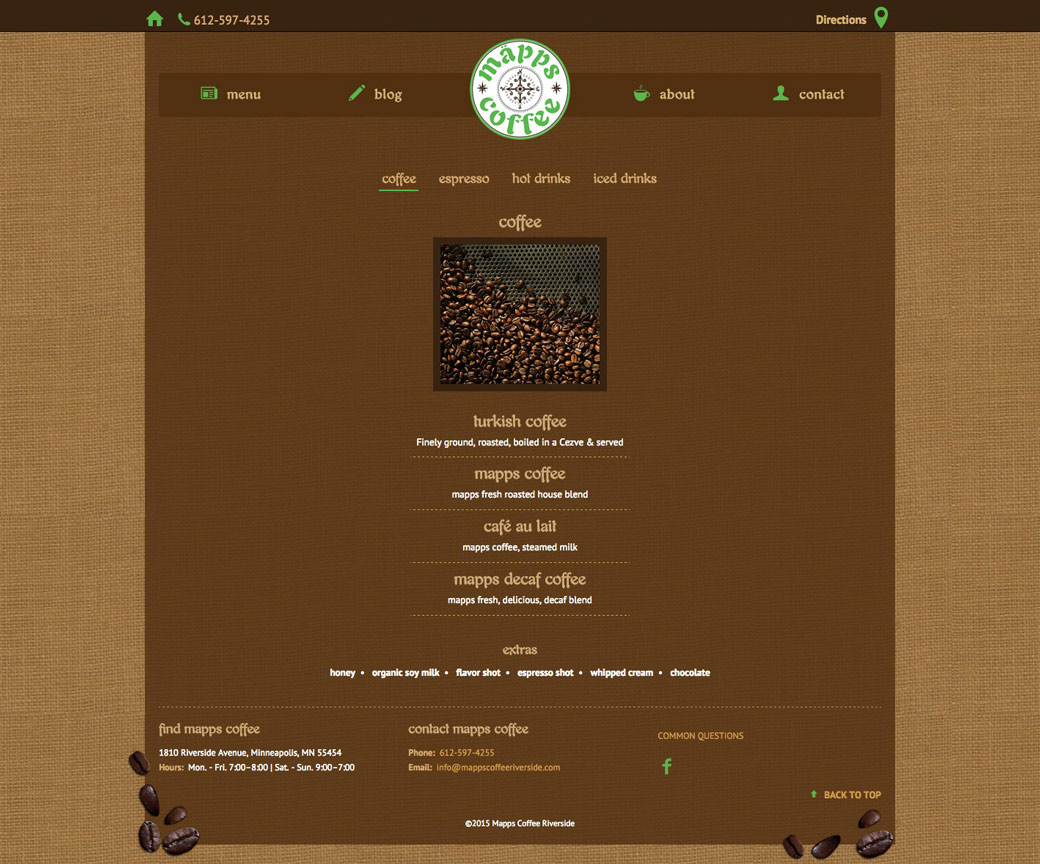 612-597-4255
Directions
mapps
coffee
menu
blog
about
contact
coffee espresso hot drinks iced drinks
coffee
turkish coffee
Finely ground, roasted, boiled in a Cezve & served
mapps coffee
mapps fresh roasted house blend
café au lait
mapps coffee, steamed milk
mapps decaf coffee
mapps fresh, delicious, decaf blend
extras
honey • organic soy milk • flavor shot • espresso shot • whipped cream • chocolate
find mapps coffee
1810 Riverside Avenue, Minneapolis, MN 55454
Hours: Mon. - Fri. 7:00–8:00 | Sat. - Sun. 9:00–7:00
contact mapps coffee
Phone: 612-597-4255
Email: info@mappscoffeeriverside.com
COMMON QUESTIONS
BACK TO TOP
©2015 Mapps Coffee Riverside